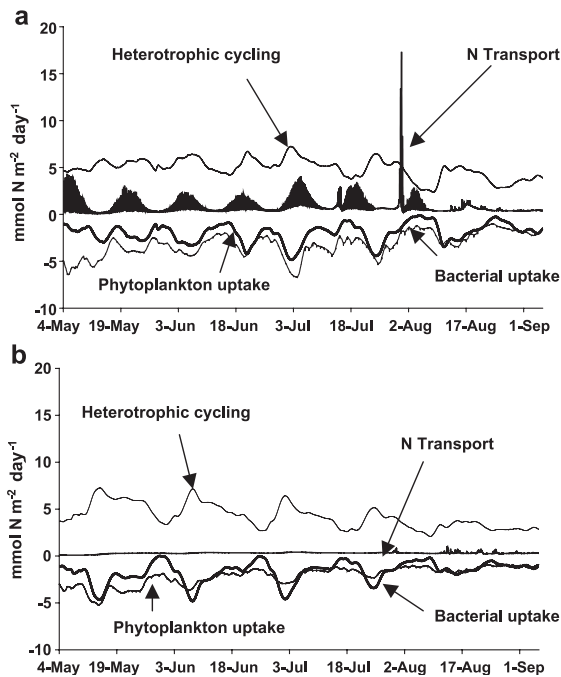 a
mmol N m-2 day-1
20
15
10
5
0
-5
-10
Heterotrophic cycling
N Transport
Phytoplankton uptake
Bacterial uptake
4-May 19-May 3-Jun 18-Jun 3-Jul 18-Jul 2-Aug 17-Aug 1-Sep
b
mmol N m-2 day-1
20
15
10
5
0
-5
-10
Heterotrophic cycling
N Transport
Phytoplankton uptake
Bacterial uptake
4-May 19-May 3-Jun 18-Jun 3-Jul 18-Jul 2-Aug 17-Aug 1-Sep